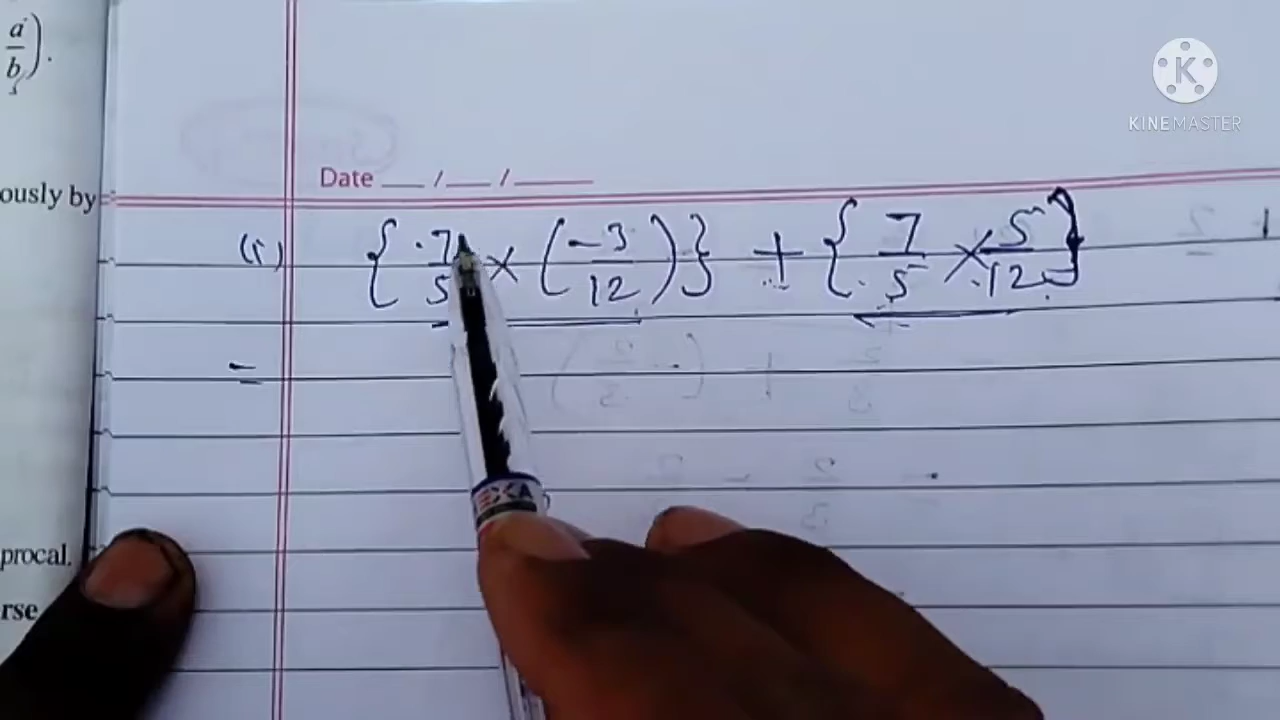 a/b).
ously by
procal.
rse
KINEMASTER
Date __ /__ /____
(i) {7/5 × (-3/12)} + {7/5 × 5/12}
=